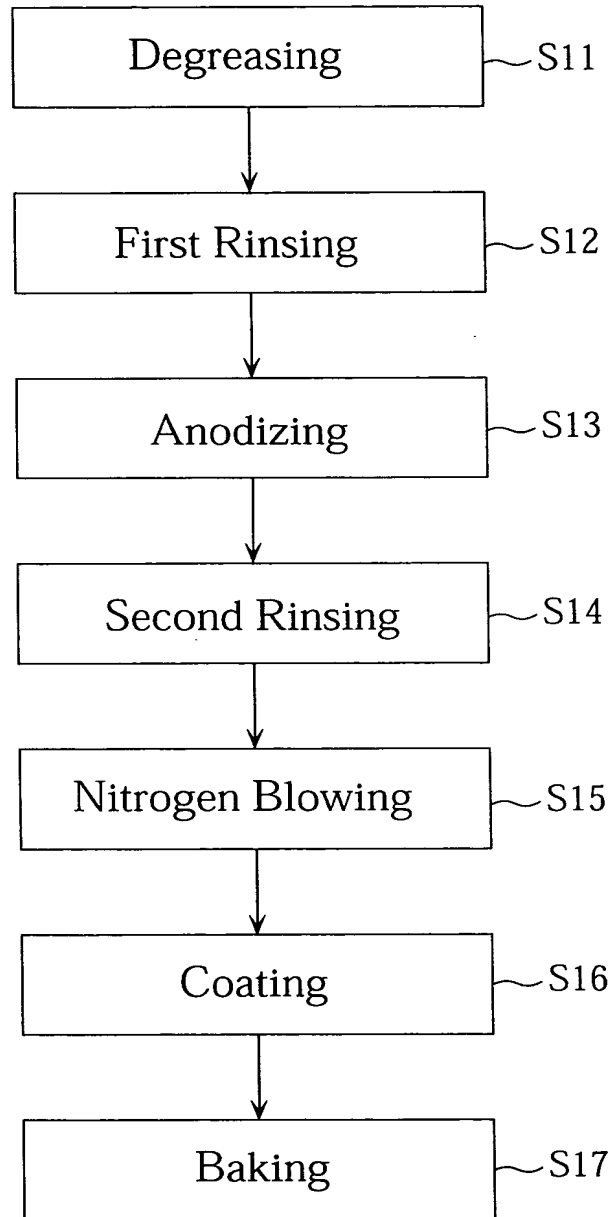 Degreasing S11
First Rinsing S12
Anodizing S13
Second Rinsing S14
Nitrogen Blowing S15
Coating S16
Baking S17